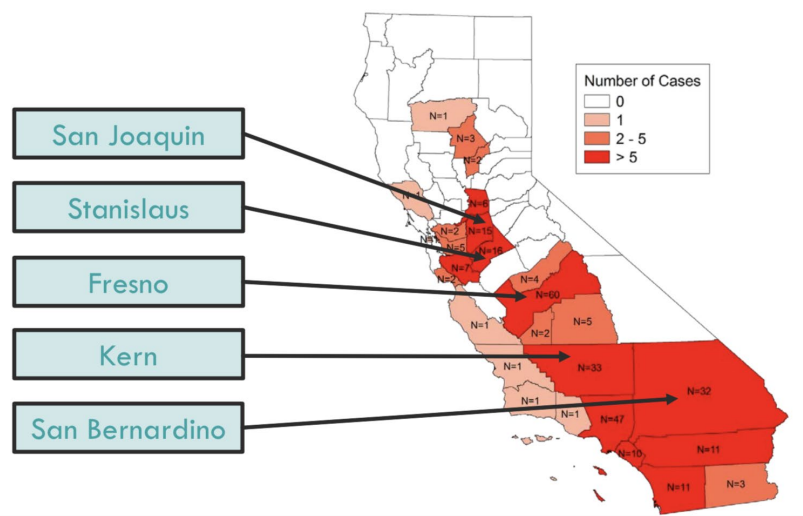 San Joaquin
Stanislaus
Fresno
Kern
San Bernardino
Number of Cases
0
1
2 - 5
> 5
N=1
N=3
N=2
N=1
N=6
N=2
N=15
N=1
N=5
N=16
N=7
N=2
N=4
N=60
N=1
N=2
N=5
N=1
N=33
N=1
N=1
N=32
N=47
N=10
N=11
N=11
N=3